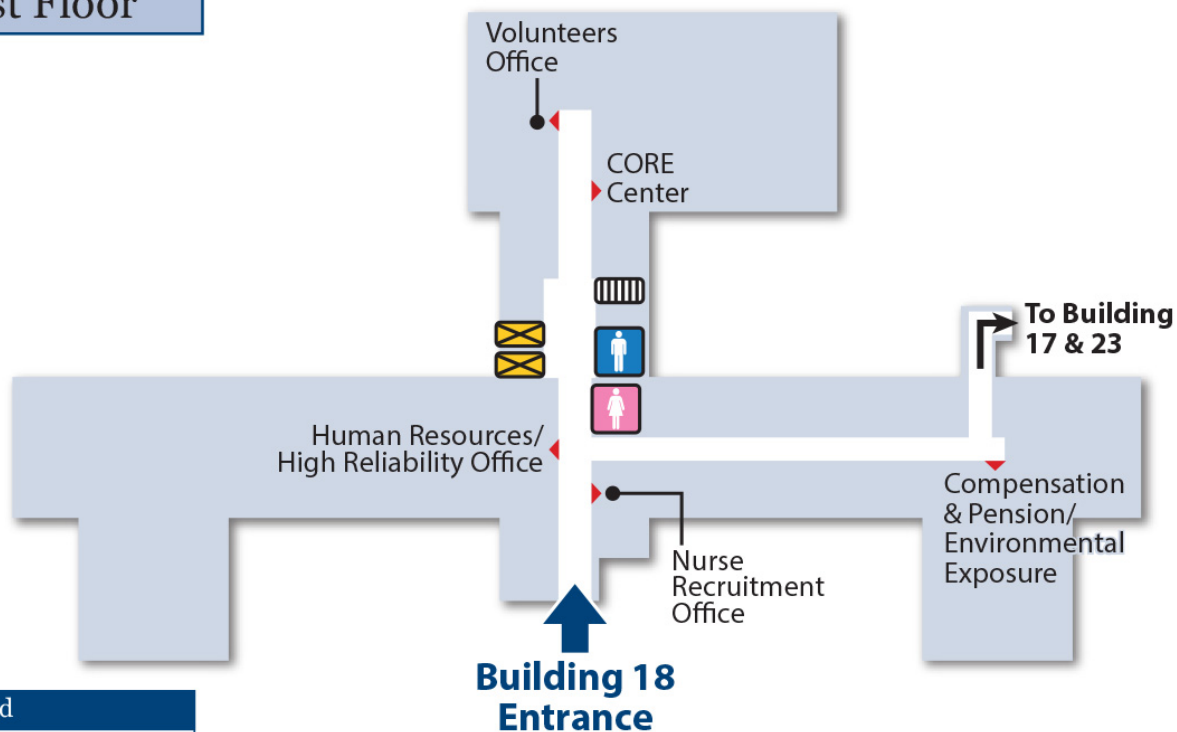 Floor
Volunteers
Office
CORE
Center
To Building
17 & 23
Human Resources/
High Reliability Office
Compensation
& Pension/
Environmental
Exposure
Nurse
Recruitment
Office
Building 18
Entrance